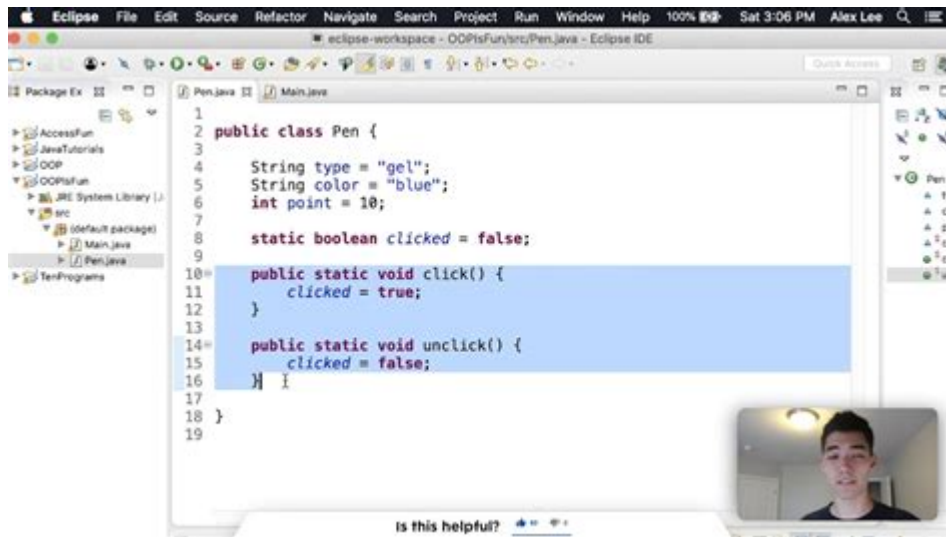 Eclipse File Edit Source Refactor Navigate Search Project Run Window Help 100% Sat 3:06 PM Alex Lee
eclipse-workspace - OOPIsFun/src/Pen.java - Eclipse IDE
Quick Access
Package Ex
Pen.java Main.java
AccessFun
JavaTutorials
OOP
OOPIsFun
JRE System Library [J
src
(default package)
Main.java
Pen.java
TenPrograms
1
2 public class Pen {
3
4 String type = "gel";
5 String color = "blue";
6 int point = 10;
7
8 static boolean clicked = false;
9
10 public static void click() {
11 clicked = true;
12 }
13
14 public static void unclick() {
15 clicked = false;
16 }
17
18 }
19
Pen
Is this helpful?